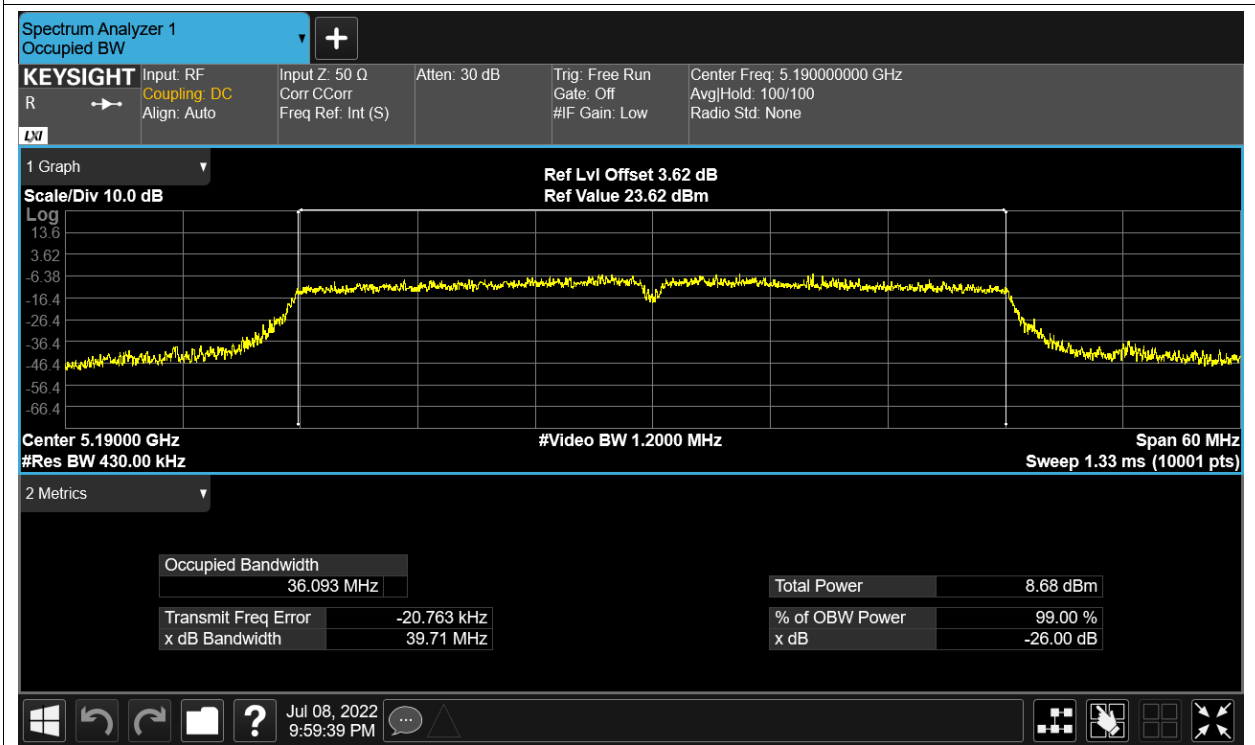 Spectrum Analyzer 1
Occupied BW
KEYSIGHT
R
LXI
Input: RF
Coupling: DC
Align: Auto
Input Z: 50 Ω
Corr CCorr
Freq Ref: Int (S)
Atten: 30 dB
Trig: Free Run
Gate: Off
#IF Gain: Low
Center Freq: 5.190000000 GHz
Avg|Hold: 100/100
Radio Std: None
1 Graph
Scale/Div 10.0 dB
Ref Lvl Offset 3.62 dB
Ref Value 23.62 dBm
Log
13.6
3.62
-6.38
-16.4
-26.4
-36.4
-46.4
-56.4
-66.4
Center 5.19000 GHz
#Res BW 430.00 kHz
#Video BW 1.2000 MHz
Span 60 MHz
Sweep 1.33 ms (10001 pts)
2 Metrics
Occupied Bandwidth
36.093 MHz
Transmit Freq Error -20.763 kHz
x dB Bandwidth 39.71 MHz
Total Power 8.68 dBm
% of OBW Power 99.00 %
x dB -26.00 dB
?
Jul 08, 2022
9:59:39 PM